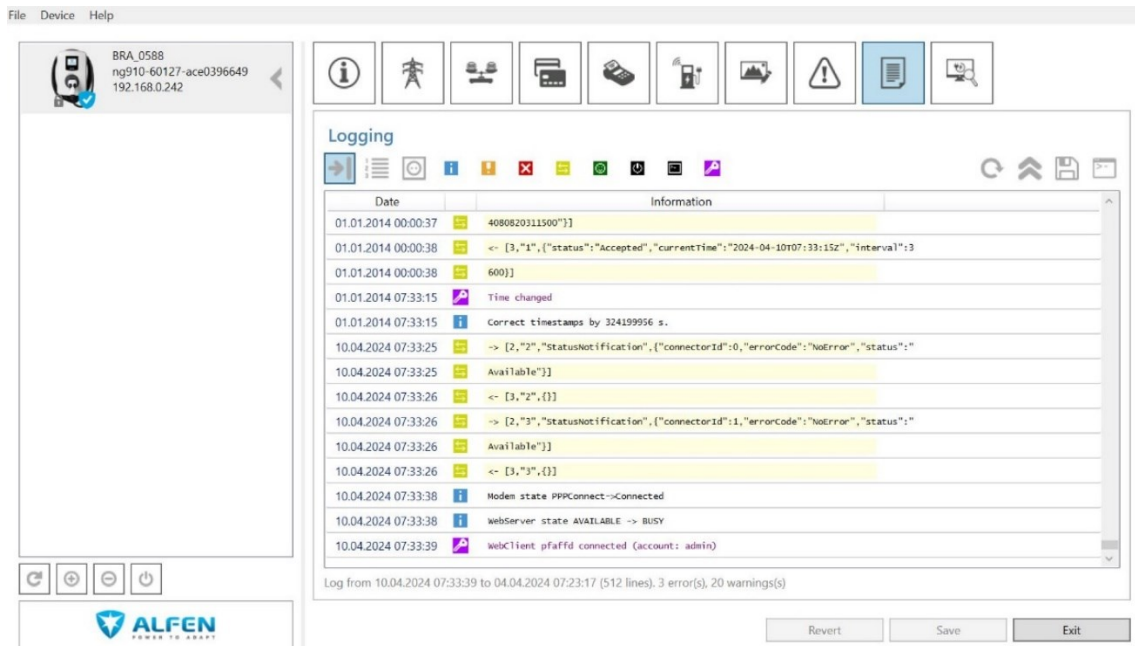 File Device Help
BRA_0588
ng910-60127-ace0396649
192.168.0.242
Logging
Date Information
01.01.2014 00:00:37 4080820311500"}]
01.01.2014 00:00:38 <- [3,"1",{"status":"Accepted","currentTime":"2024-04-10T07:33:15Z","interval":3
01.01.2014 00:00:38 600}]
01.01.2014 07:33:15 Time changed
01.01.2014 07:33:15 Correct timestamps by 324199956 s.
10.04.2024 07:33:25 -> [2,"2","StatusNotification",{"connectorId":0,"errorCode":"NoError","status":"
10.04.2024 07:33:25 Available"}]
10.04.2024 07:33:26 <- [3,"2",{}]
10.04.2024 07:33:26 -> [2,"3","StatusNotification",{"connectorId":1,"errorCode":"NoError","status":"
10.04.2024 07:33:26 Available"}]
10.04.2024 07:33:26 <- [3,"3",{}]
10.04.2024 07:33:38 Modem state PPPConnect->Connected
10.04.2024 07:33:38 WebServer state AVAILABLE -> BUSY
10.04.2024 07:33:39 WebClient pfaffd connected (account: admin)
Log from 10.04.2024 07:33:39 to 04.04.2024 07:23:17 (512 lines). 3 error(s), 20 warnings(s)
ALFEN
POWER TO ADAPT
Revert Save Exit